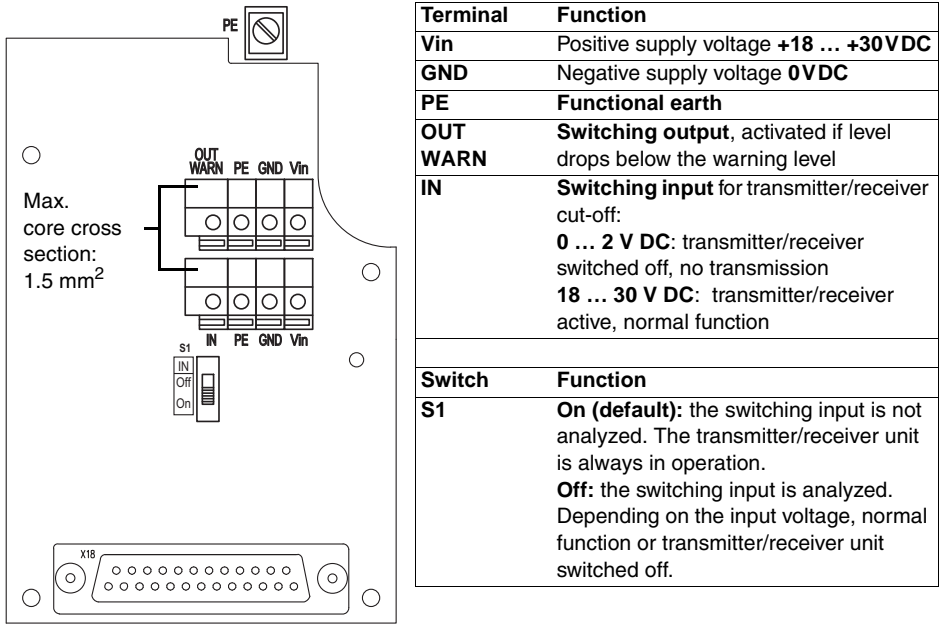 PE
OUT
WARN PE GND Vin
Max.
core cross
section:
1.5 mm2
IN PE GND Vin
S1
IN
Off
On
X18
Terminal Function
Vin Positive supply voltage +18 … +30VDC
GND Negative supply voltage 0VDC
PE Functional earth
OUT Switching output, activated if level
WARN drops below the warning level
IN Switching input for transmitter/receiver
cut-off:
0 … 2 V DC: transmitter/receiver
switched off, no transmission
18 … 30 V DC: transmitter/receiver
active, normal function
Switch Function
S1 On (default): the switching input is not
analyzed. The transmitter/receiver unit
is always in operation.
Off: the switching input is analyzed.
Depending on the input voltage, normal
function or transmitter/receiver unit
switched off.